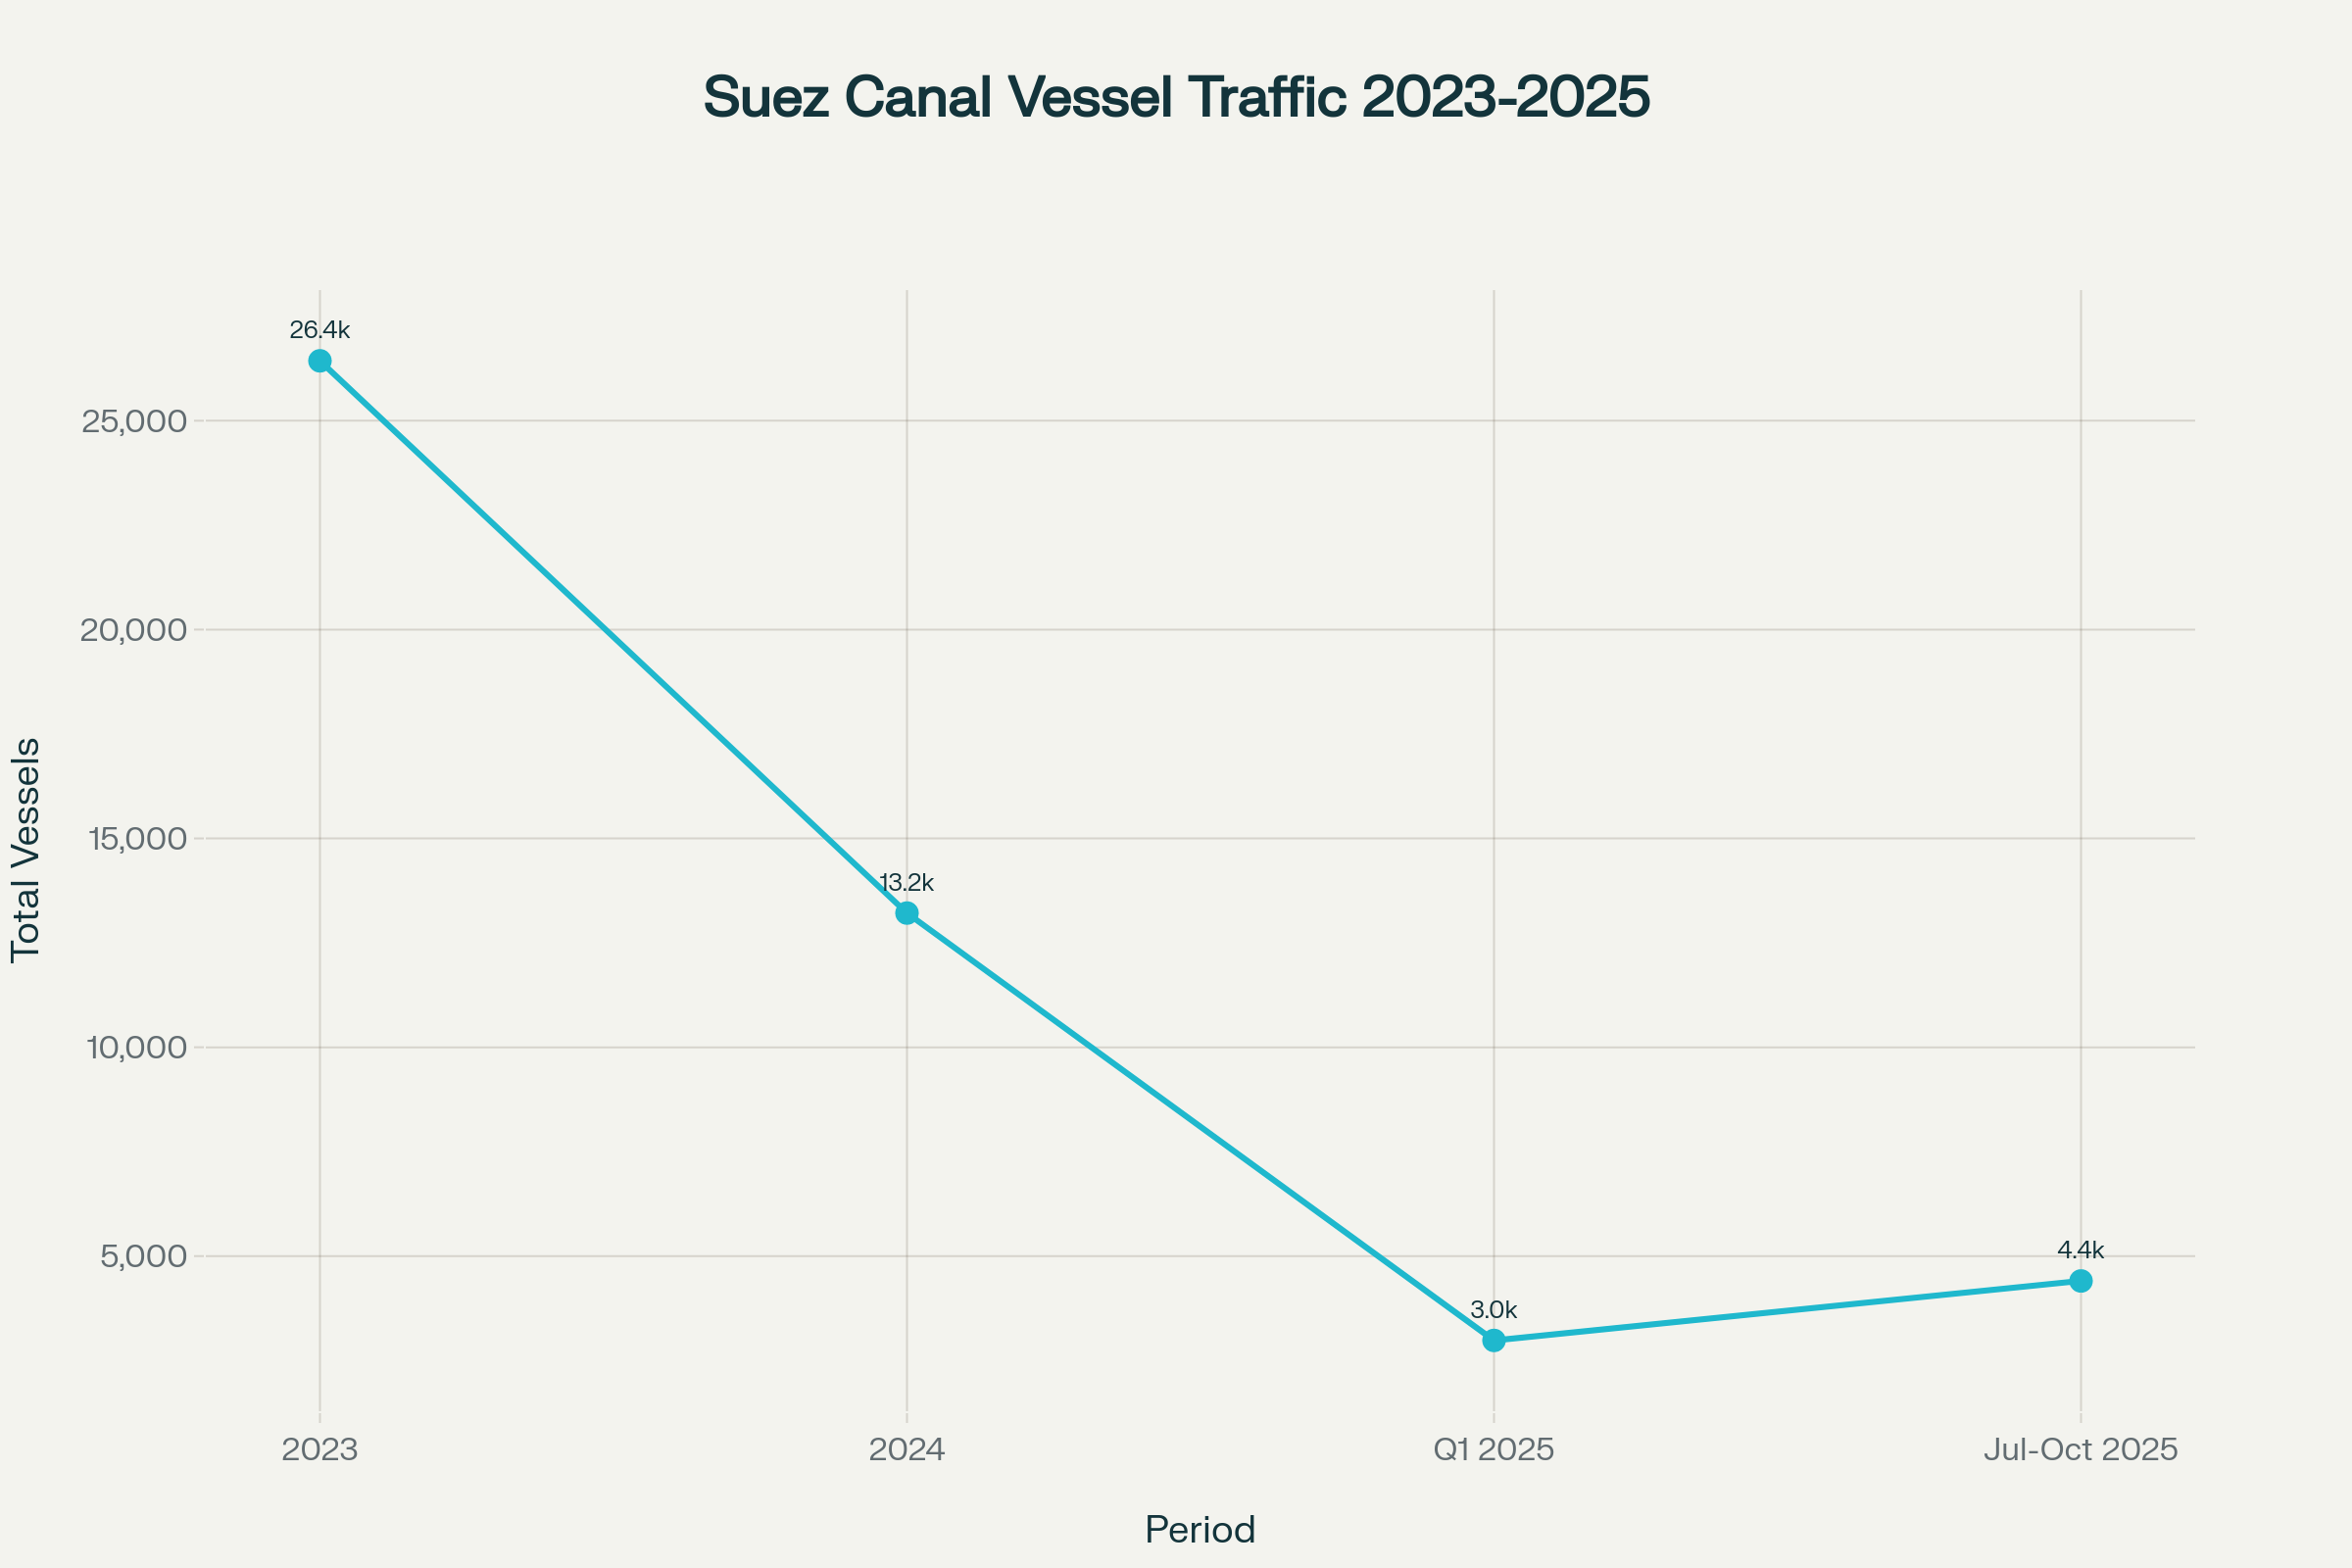 Suez Canal Vessel Traffic 2023-2025
26.4k
25,000
20,000
15,000
13.2k
10,000
5,000
4.4k
3.0k
Total Vessels
2023
2024
Q1 2025
Jul-Oct 2025
Period